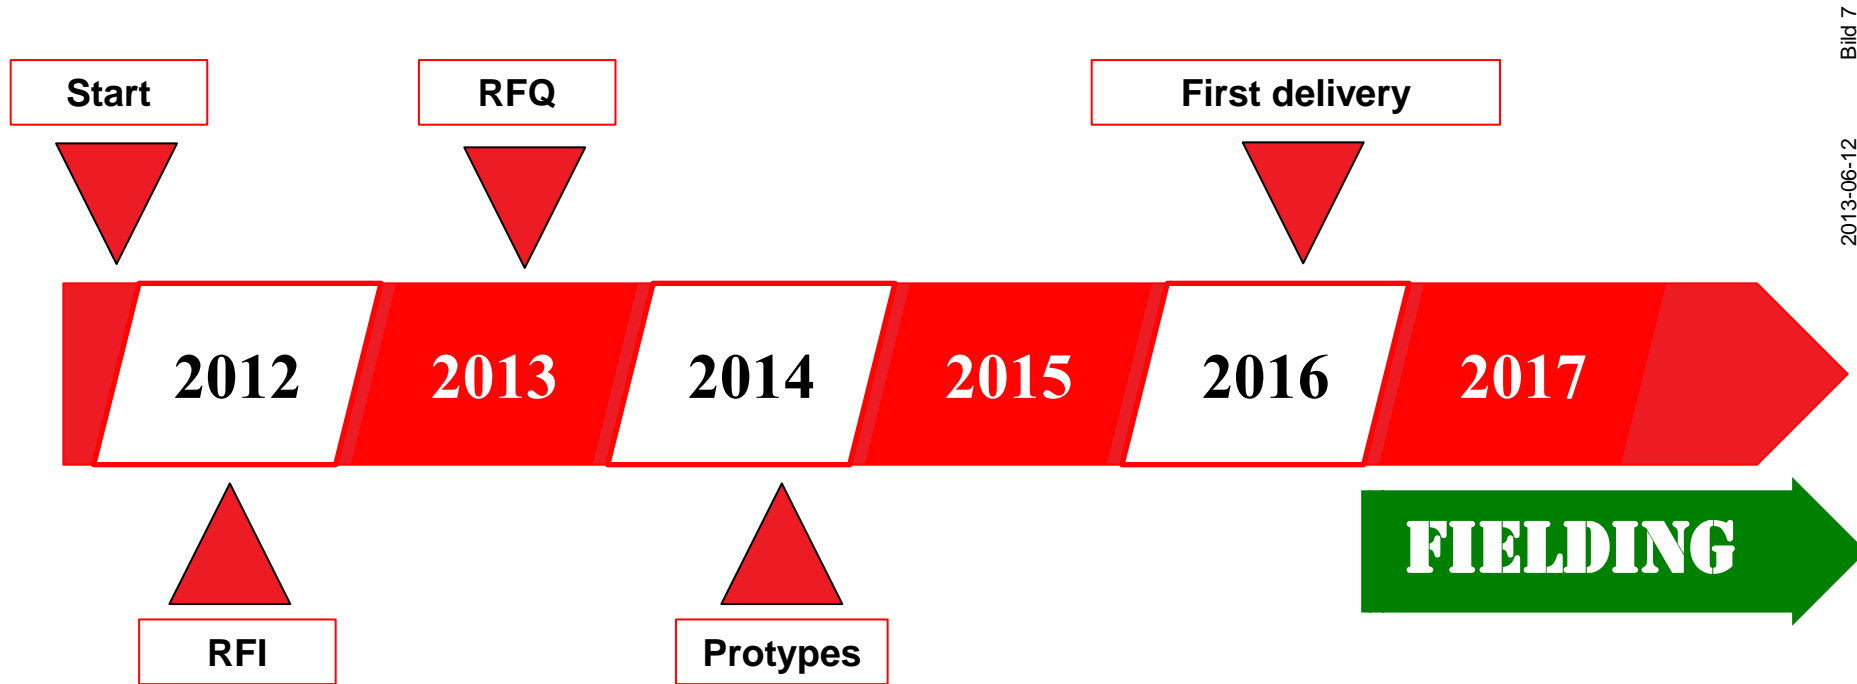 Start
RFQ
First delivery
2012
2013
2014
2015
2016
2017
FIELDING
RFI
Protypes
2013-06-12
Bild 7